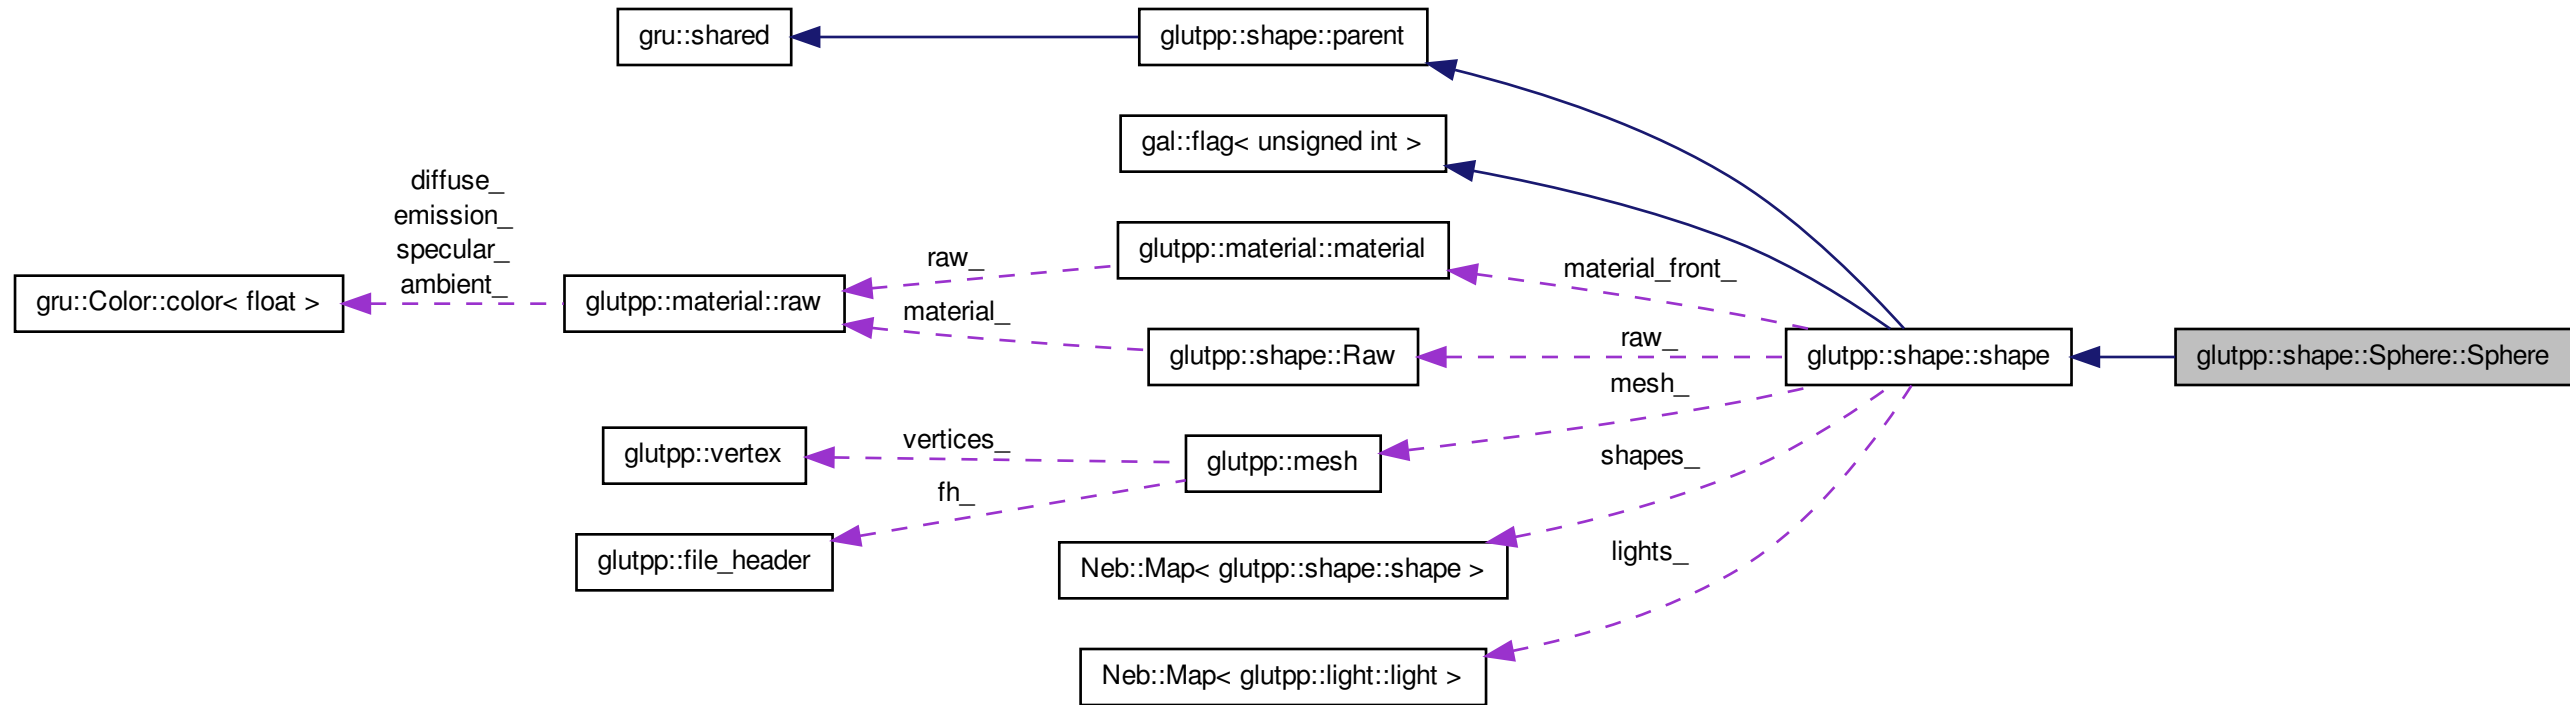 gru::shared
glutpp::shape::parent
gal::flag< unsigned int >
diffuse_
emission_
specular_
ambient_
raw_
glutpp::material::material
material_front_
gru::Color::color< float >
glutpp::material::raw
material_
glutpp::shape::Raw
raw_
glutpp::shape::shape
glutpp::shape::Sphere::Sphere
mesh_
glutpp::vertex
vertices_
glutpp::mesh
shapes_
fh_
glutpp::file_header
Neb::Map< glutpp::shape::shape >
lights_
Neb::Map< glutpp::light::light >